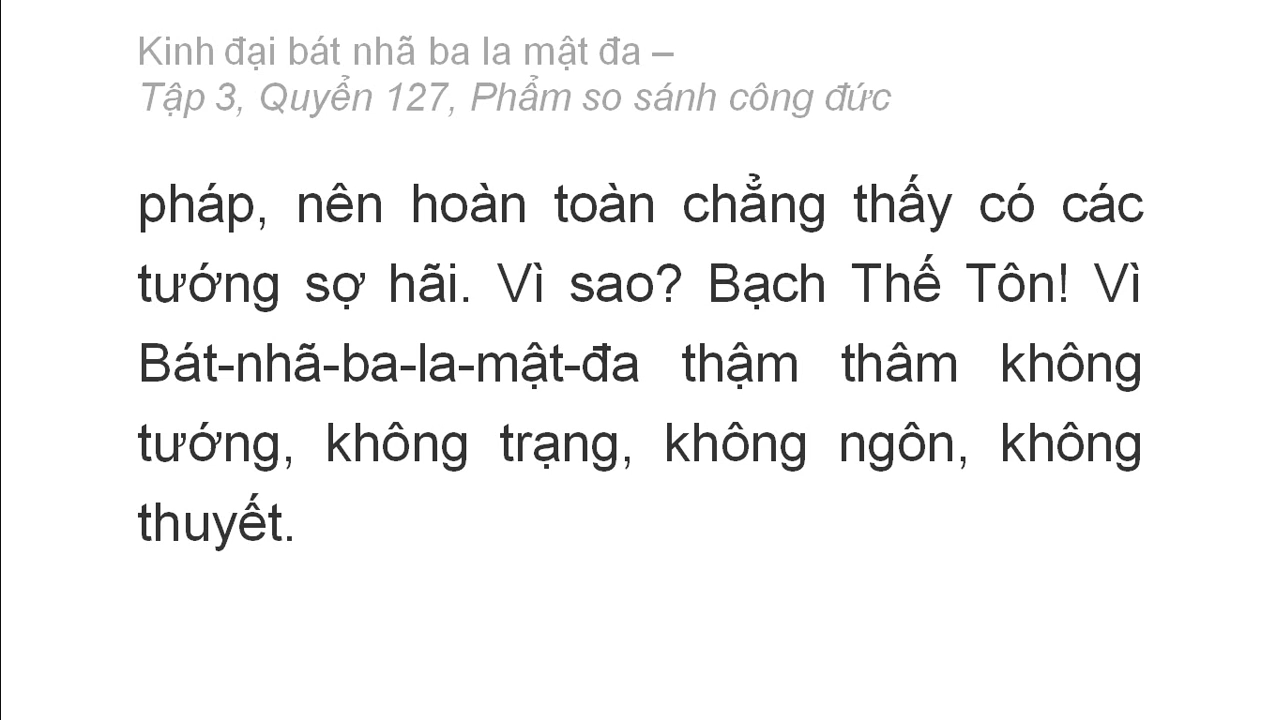 Kinh đại bát nhã ba la mật đa –
Tập 3, Quyển 127, Phẩm so sánh công đức
pháp, nên hoàn toàn chẳng thấy có các
tướng sợ hãi. Vì sao? Bạch Thế Tôn! Vì
Bát-nhã-ba-la-mật-đa thậm thâm không
tướng, không trạng, không ngôn, không
thuyết.